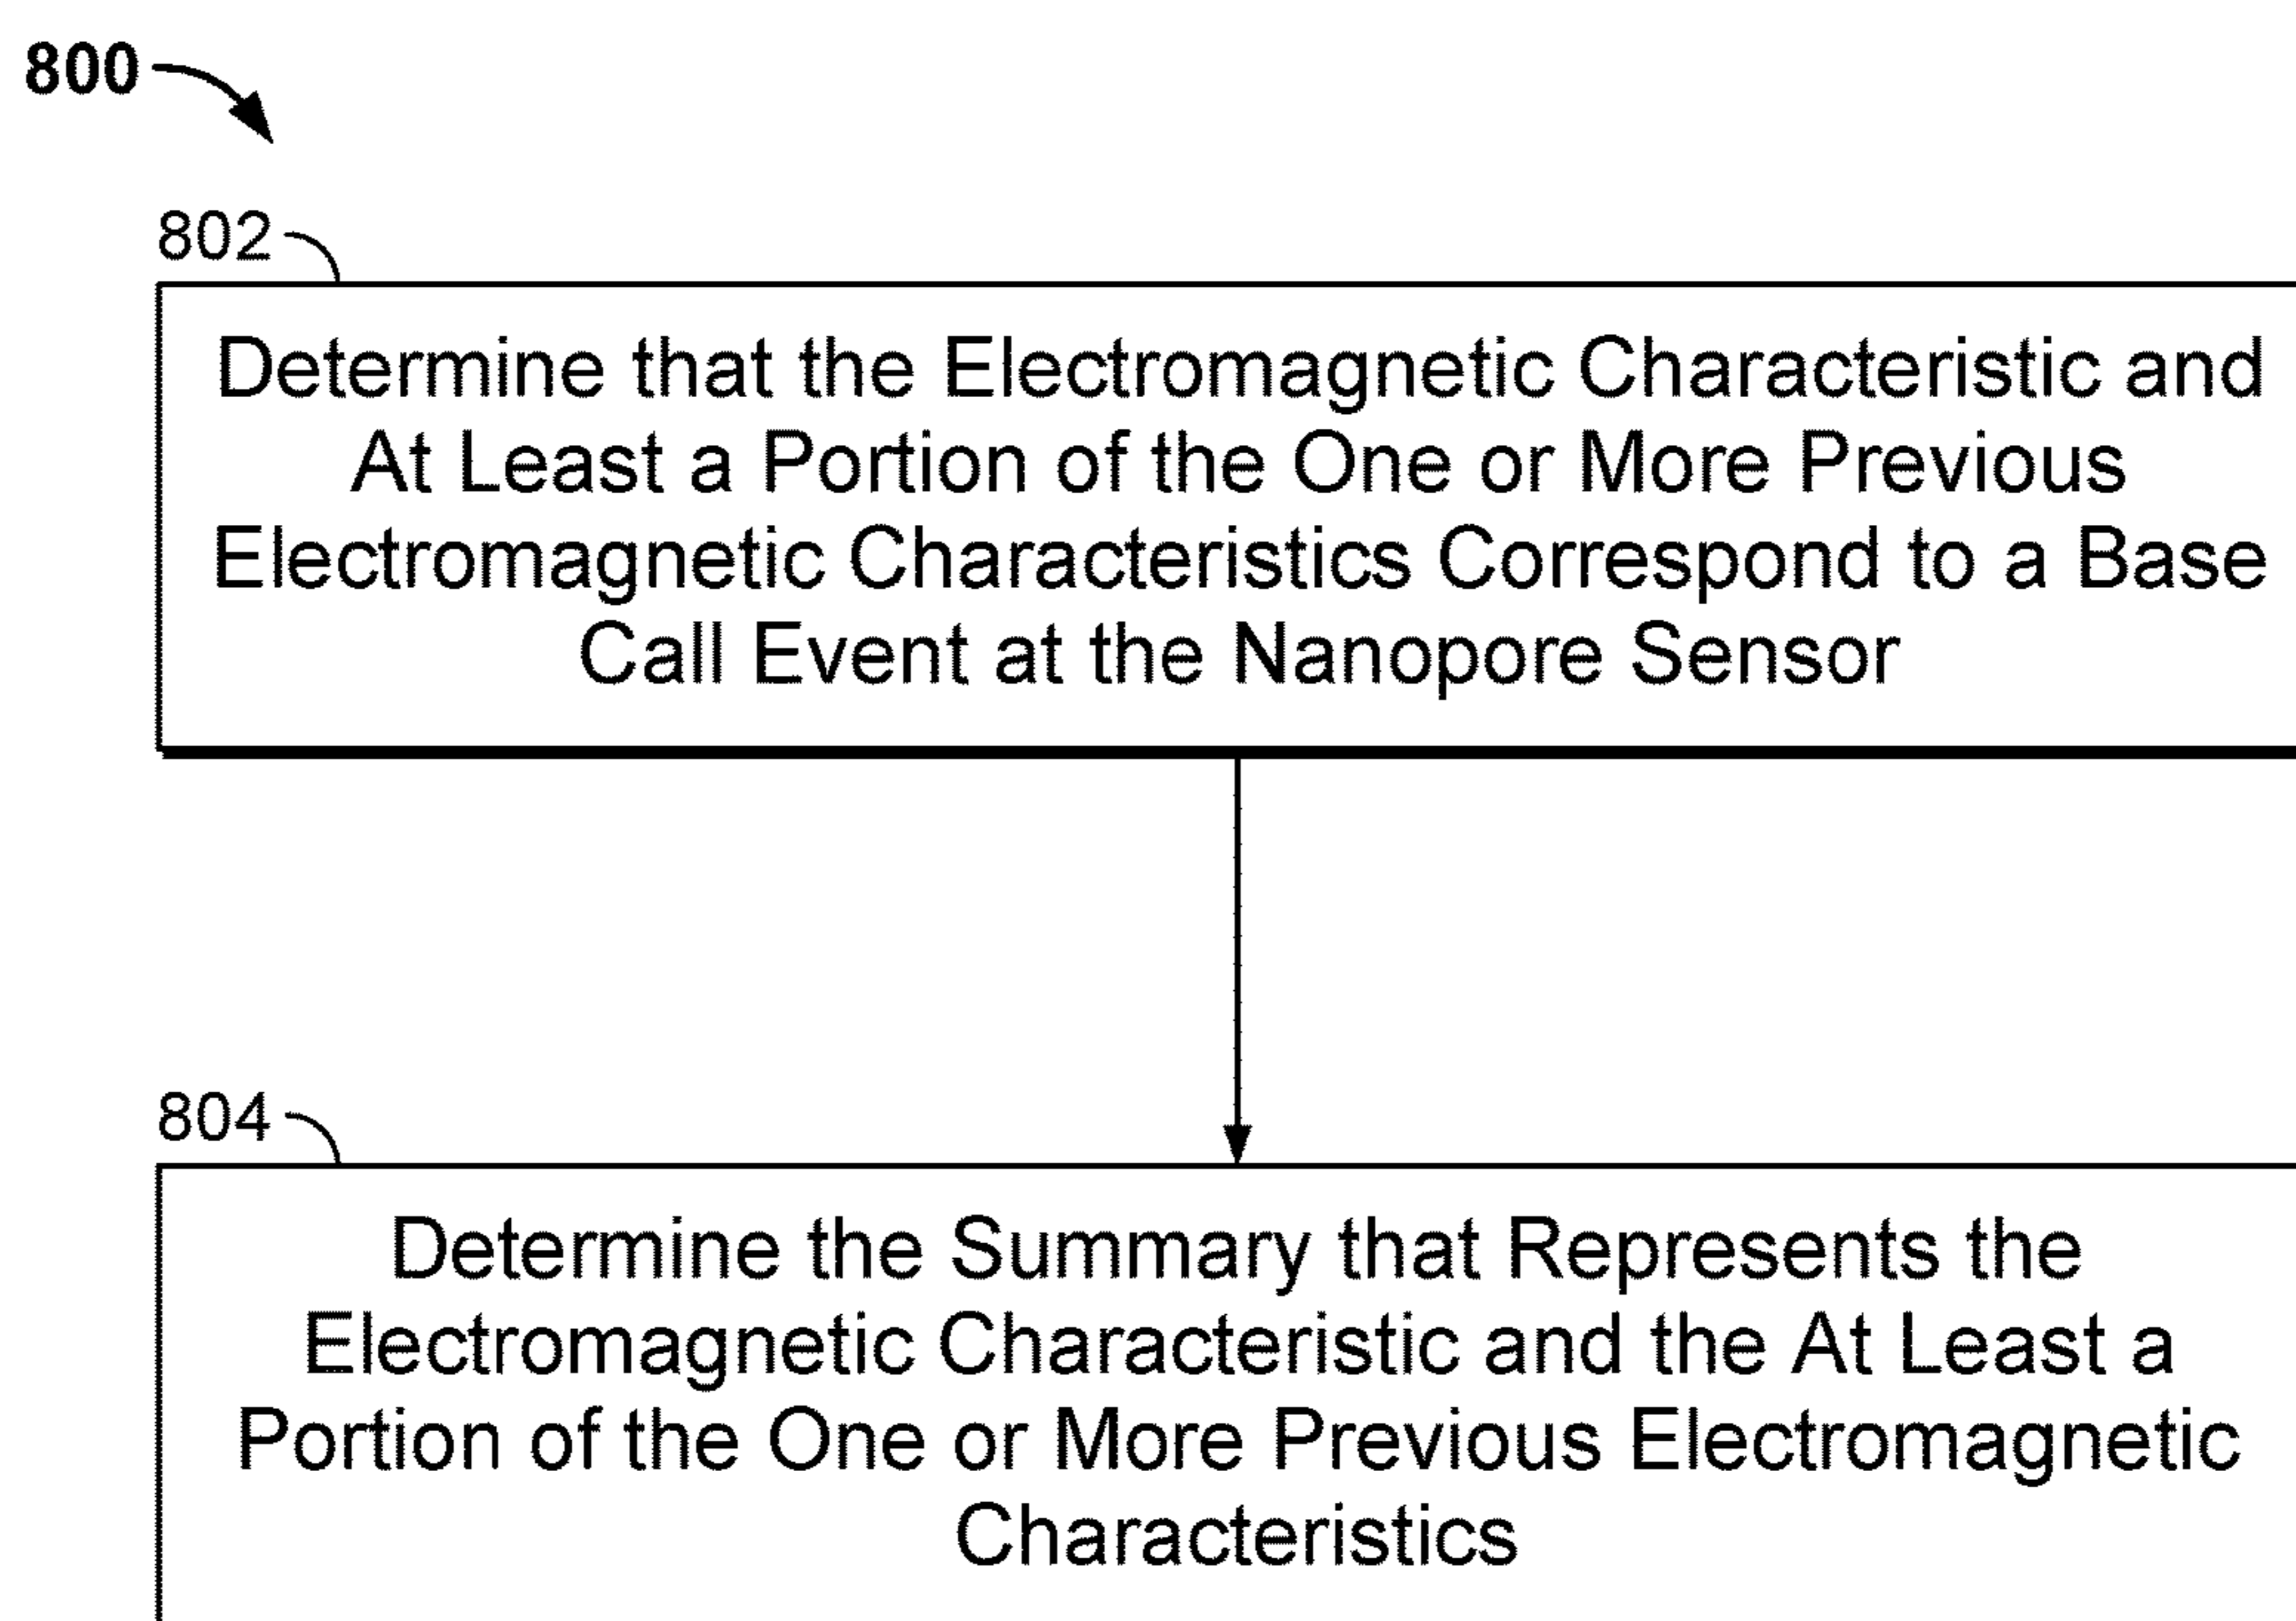 800
802
Determine that the Electromagnetic Characteristic and
At Least a Portion of the One or More Previous
Electromagnetic Characteristics Correspond to a Base
Call Event at the Nanopore Sensor
804
Determine the Summary that Represents the
Electromagnetic Characteristic and the At Least a
Portion of the One or More Previous Electromagnetic
Characteristics